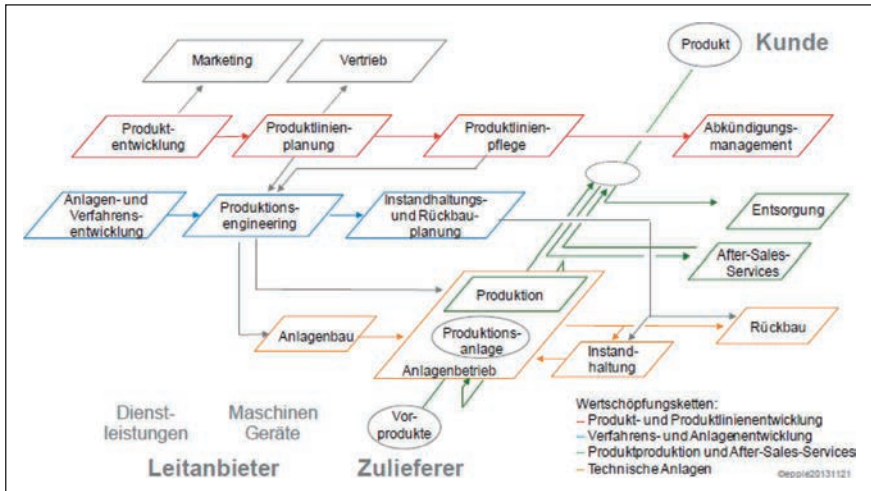 Produkt
Kunde
Marketing
Vertrieb
Produkt-
entwicklung
Produktlinien-
planung
Produktlinien-
pflege
Abkündigungs-
management
Anlagen- und
Verfahrens-
entwicklung
Produktions-
engineering
Instandhaltungs-
und Rückbau-
planung
Entsorgung
After-Sales-
Services
Produktion
Produktions-
anlage
Anlagenbetrieb
Anlagenbau
Instand-
haltung
Rückbau
Vor-
produkte
Dienst-
leistungen
Maschinen
Geräte
Leitanbieter
Zulieferer
Wertschöpfungsketten:
Produkt- und Produktlinienentwicklung
Verfahrens- und Anlagenentwicklung
Produktproduktion und After-Sales-Services
Technische Anlagen
©epple20131121